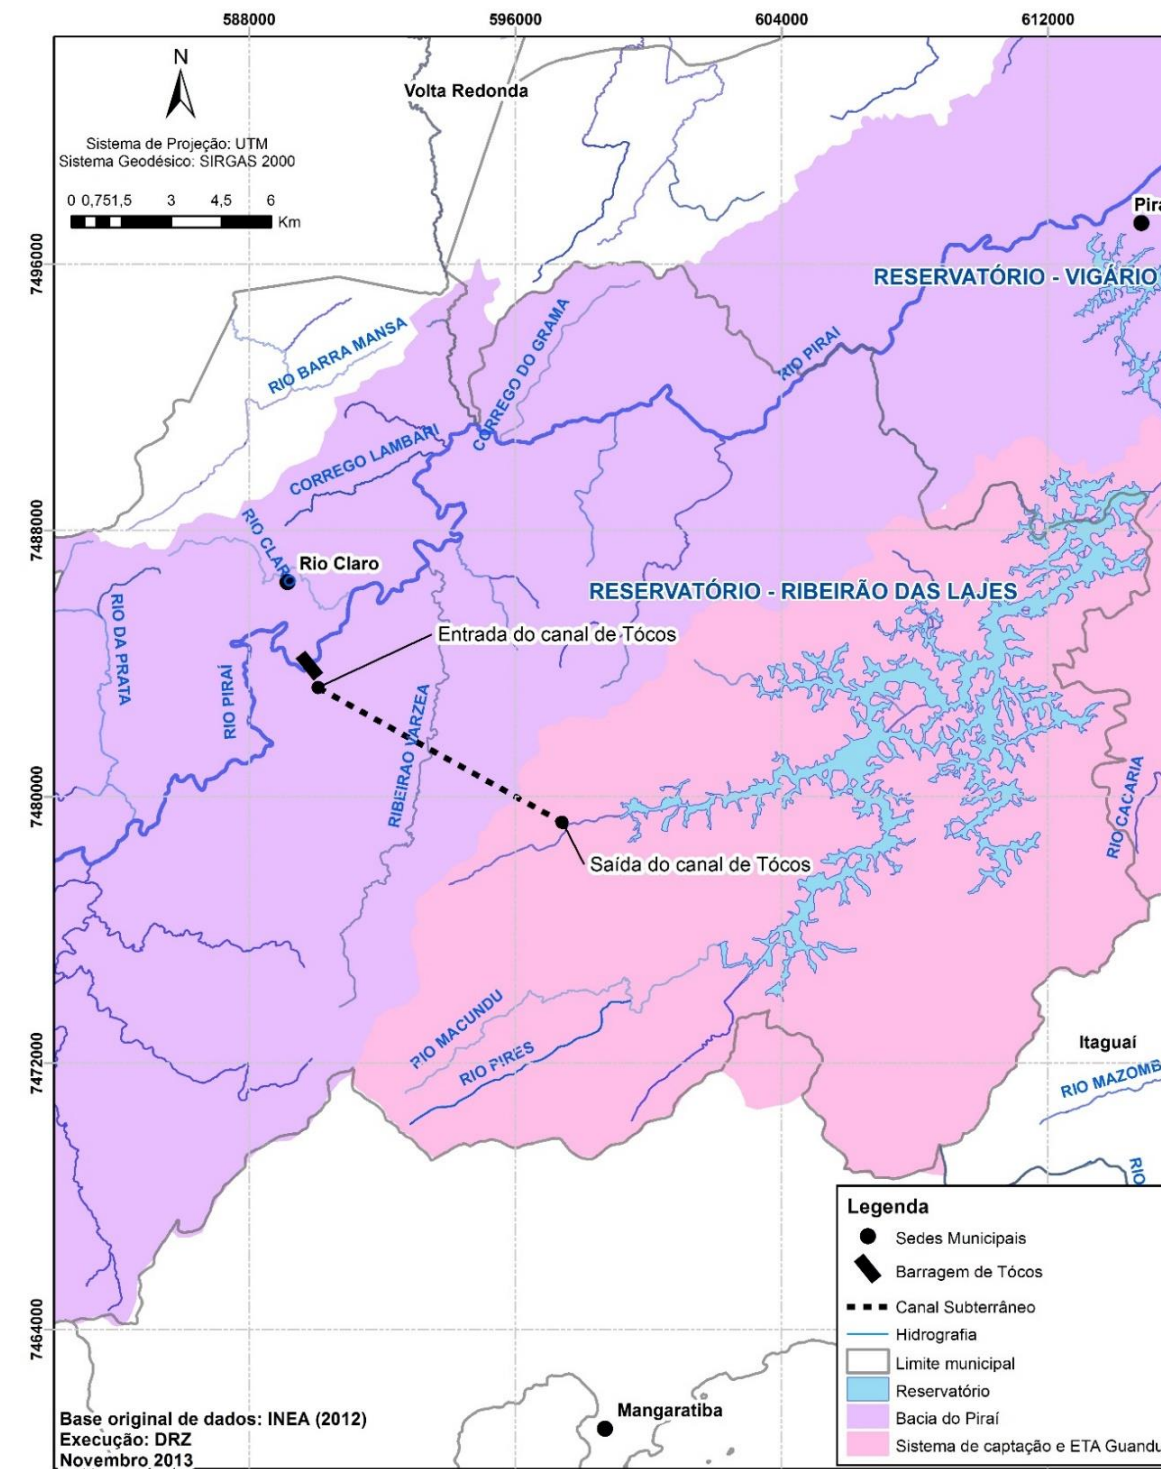 588000
596000
604000
612000
N
Volta Redonda
Sistema de Projeção: UTM
Sistema Geodésico: SIRGAS 2000
0 0,751,5 3 4,5 6
Km
Pira
7496000
RESERVATÓRIO - VIGÁRIO
RIO BARRA MANSA
CORREGO DO GRAMA
RIO PIRAI
CORREGO LAMBARI
7488000
RIO CLARO
Rio Claro
RESERVATÓRIO - RIBEIRÃO DAS LAJES
RIO DA PRATA
Entrada do canal de Tócos
RIO PIRAÍ
RIBEIRAO VARZEA
7480000
RIO CACARIA
Saída do canal de Tócos
RIO MACUNDU
RIO PIRES
7472000
Itaguaí
RIO MAZOMB
RIO
Legenda
Sedes Municipais
Barragem de Tócos
Canal Subterrâneo
Hidrografia
Limite municipal
Reservatório
Bacia do Piraí
Sistema de captação e ETA Guandu
7464000
Mangaratiba
Base original de dados: INEA (2012)
Execução: DRZ
Novembro 2013